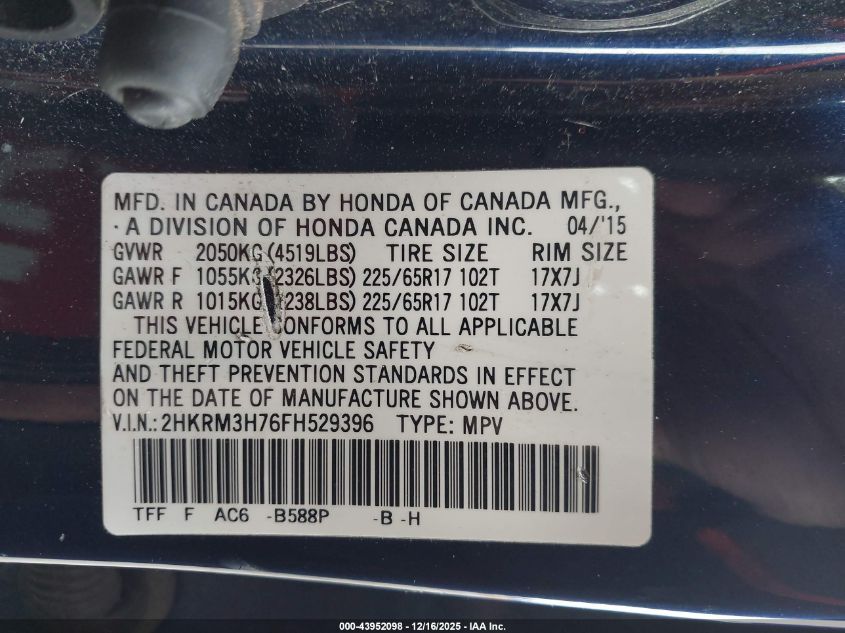 MFD. IN CANADA BY HONDA OF CANADA MFG.,
A DIVISION OF HONDA CANADA INC. 04/'15
GVWR 2050KG (4519LBS) TIRE SIZE RIM SIZE
GAWR F 1055KG (2326LBS) 225/65R17 102T 17X7J
GAWR R 1015KG 238LBS) 225/65R17 102T 17X7J
THIS VEHICLE CONFORMS TO ALL APPLICABLE
FEDERAL MOTOR VEHICLE SAFETY
AND THEFT PREVENTION STANDARDS IN EFFECT
ON THE DATE OF MANUFACTURE SHOWN ABOVE.
V.I.N.: 2HKRM3H76FH529396 TYPE: MPV
TFF F AC6 -B588P -B -H
000-43952098 - 12/16/2025 - IAA Inc.